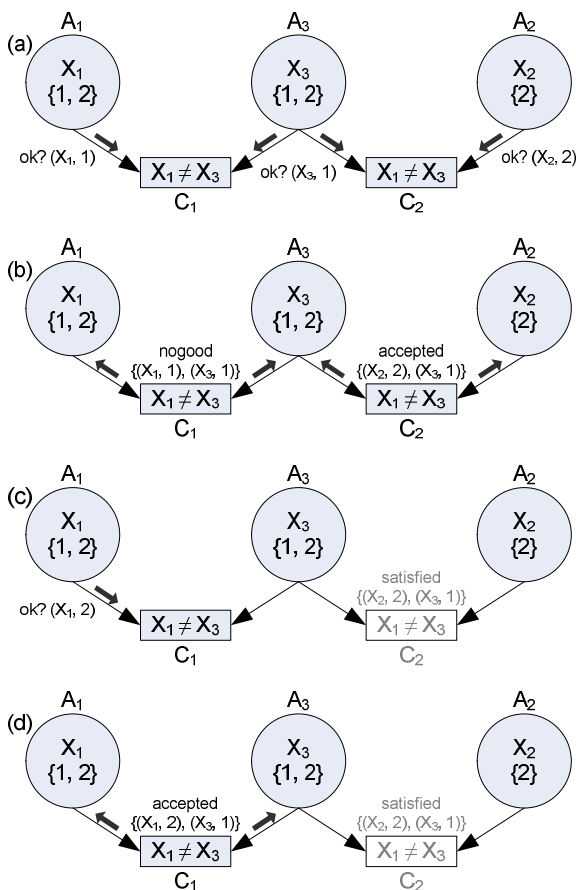 (a)
A1 A3 A2
X1 X3 X2
{1, 2} {1, 2} {2}
ok? (X1, 1) ok? (X3, 1) ok? (X2, 2)
X1 ≠ X3 X1 ≠ X3
C1 C2
(b)
A1 A3 A2
X1 X3 X2
{1, 2} {1, 2} {2}
nogood accepted
{(X1, 1), (X3, 1)} {(X2, 2), (X3, 1)}
X1 ≠ X3 X1 ≠ X3
C1 C2
(c)
A1 A3 A2
X1 X3 X2
{1, 2} {1, 2} {2}
satisfied
{(X2, 2), (X3, 1)}
ok? (X1, 2)
X1 ≠ X3 X1 ≠ X3
C1 C2
(d)
A1 A3 A2
X1 X3 X2
{1, 2} {1, 2} {2}
accepted satisfied
{(X1, 2), (X3, 1)} {(X2, 2), (X3, 1)}
X1 ≠ X3 X1 ≠ X3
C1 C2